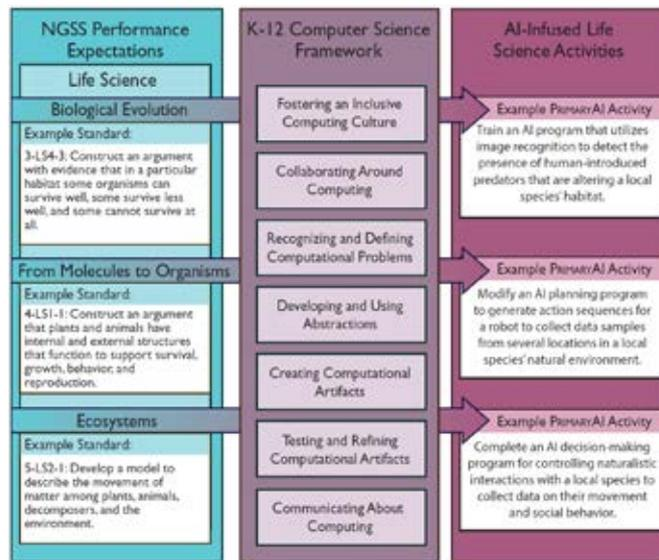 NGSS Performance
Expectations
Life Science
Biological Evolution
Example Standard:
3-LS4-3: Construct an argument
with evidence that in a particular
habitat some organisms can
survive well, some survive less
well, and some cannot survive at
all.
From Molecules to Organisms
Example Standard:
4-LS1-1: Construct an argument
that plants and animals have
internal and external structures
that function to support survival,
growth, behavior, and
reproduction.
Ecosystems
Example Standard:
5-LS2-1: Develop a model to
describe the movement of
matter among plants, animals,
decomposers, and the
environment.
K-12 Computer Science
Framework
Fostering an Inclusive
Computing Culture
Collaborating Around
Computing
Recognizing and Defining
Computational Problems
Developing and Using
Abstractions
Creating Computational
Artifacts
Testing and Refining
Computational Artifacts
Communicating About
Computing
AI-Infused Life
Science Activities
Example PRIMARYAI Activity
Train an AI program that utilizes
image recognition to detect the
presence of human-introduced
predators that are altering a local
species' habitat.
Example PRIMARYAI Activity
Modify an AI planning program
to generate action sequences for
a robot to collect data samples
from several locations in a local
species' natural environment.
Example PRIMARYAI Activity
Complete an AI decision-making
program for controlling naturalistic
interactions with a local species to
collect data on their movement
and social behavior.